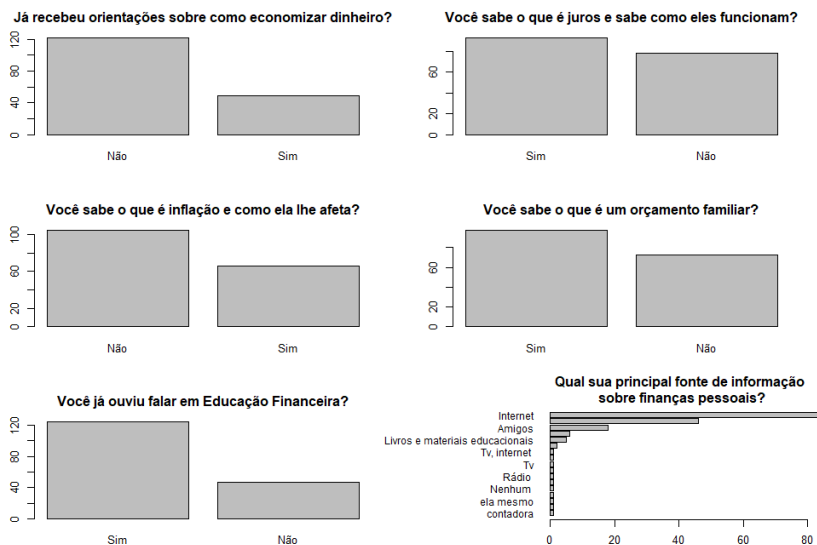 Já recebeu orientações sobre como economizar dinheiro?
120
80
40
0
Não Sim
Você sabe o que é juros e sabe como eles funcionam?
60
20
0
Sim Não
Você sabe o que é inflação e como ela lhe afeta?
100
60
20
0
Não Sim
Você sabe o que é um orçamento familiar?
60
20
0
Sim Não
Você já ouviu falar em Educação Financeira?
120
80
40
0
Sim Não
Qual sua principal fonte de informação
sobre finanças pessoais?
Internet
Amigos
Livros e materiais educacionais
Tv, internet
Tv
Rádio
Nenhum
ela mesmo
contadora
0 20 40 60 80